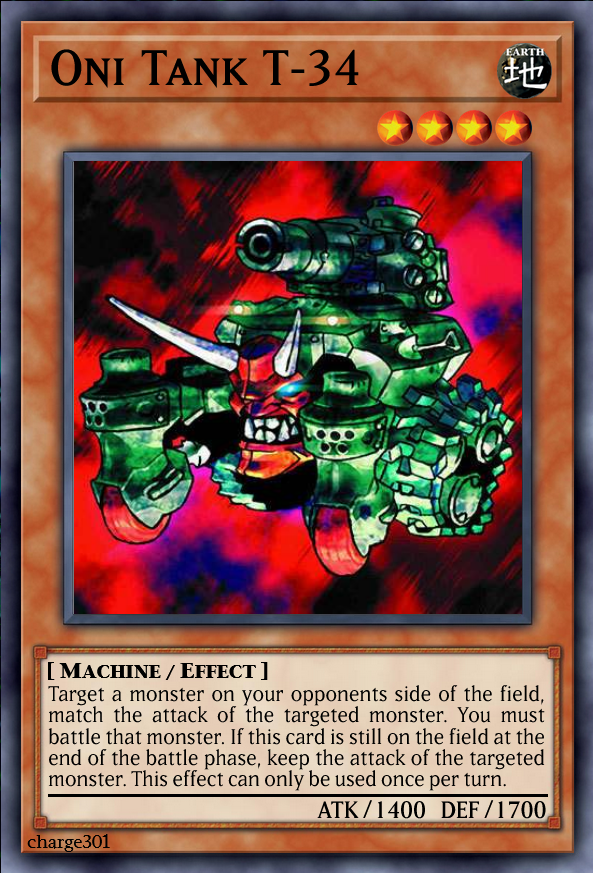 Oni Tank T-34
EARTH
地
[ Machine / Effect ]
Target a monster on your opponents side of the field,
match the attack of the targeted monster. You must
battle that monster. If this card is still on the field at the
end of the battle phase, keep the attack of the targeted
monster. This effect can only be used once per turn.
ATK / 1400 DEF / 1700
charge301